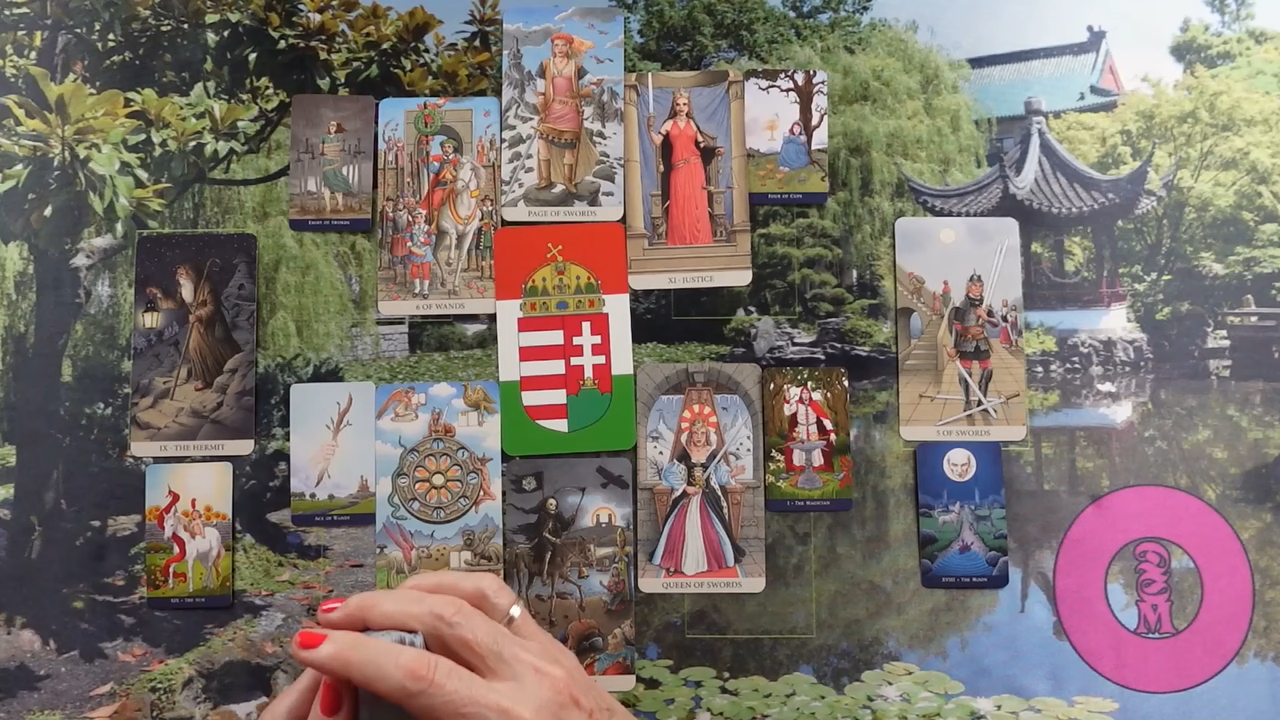 PAGE OF SWORDS
EIGHT OF SWORDS
6 OF WANDS
XI · JUSTICE
FOUR OF CUPS
IX · THE HERMIT
5 OF SWORDS
ACE OF WANDS
QUEEN OF SWORDS
I · THE MAGICIAN
XIX · THE SUN
XVIII · THE MOON